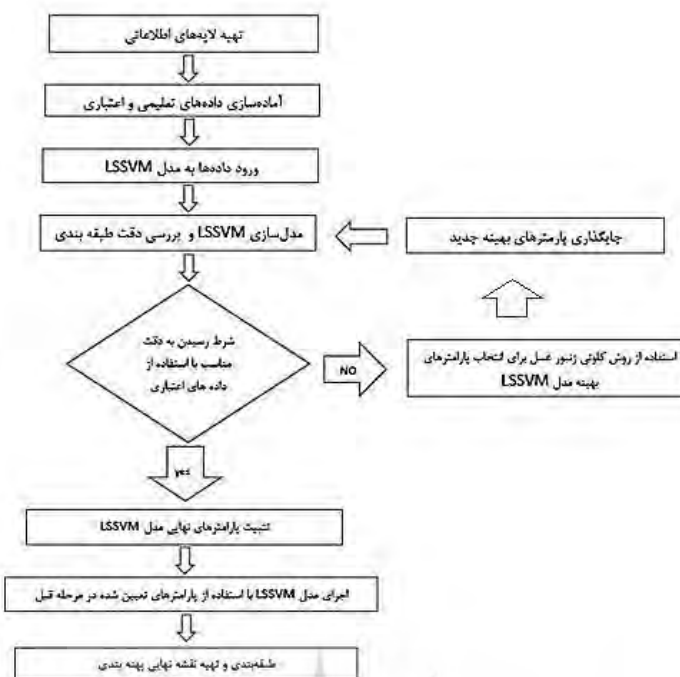 تهیه لایه‌های اطلاعاتی
آماده‌سازی داده‌های تعلیمی و اعتباری
ورود داده‌ها به مدل LSSVM
مدل‌سازی LSSVM و بررسی دقت طبقه بندی
جایگذاری پارمترهای بهینه جدید
شرط رسیدن به دقت
مناسب با استفاده از
داده های اعتباری
NO
استفاده از روش کلونی زنبور عسل برای انتخاب پارامترهای
بهینه مدل LSSVM
yes
تثبیت پارامترهای نهایی مدل LSSVM
اجرای مدل LSSVM با استفاده از پارامترهای تعیین شده در مرحله قبل
طبقه‌بندی و تهیه نقشه نهایی پهنه بندی